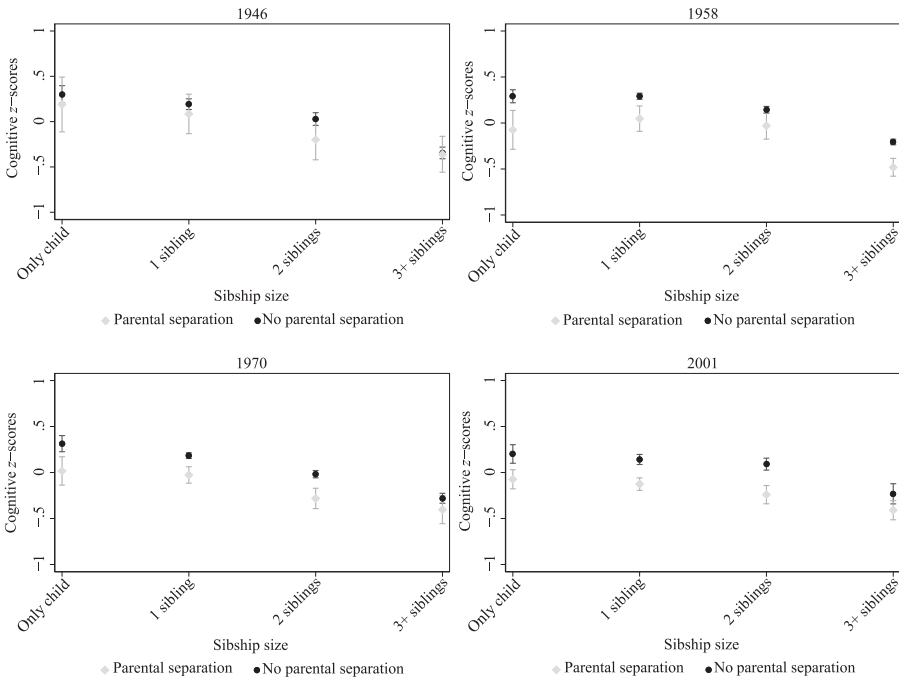 1946
Cognitive z−scores
1
.5
0
−.5
−1
Only child
1 sibling
2 siblings
3+ siblings
Sibship size
Parental separation No parental separation
1958
Cognitive z−scores
1
.5
0
−.5
−1
Only child
1 sibling
2 siblings
3+ siblings
Sibship size
Parental separation No parental separation
1970
Cognitive z−scores
1
.5
0
−.5
−1
Only child
1 sibling
2 siblings
3+ siblings
Sibship size
Parental separation No parental separation
2001
Cognitive z−scores
1
.5
0
−.5
−1
Only child
1 sibling
2 siblings
3+ siblings
Sibship size
Parental separation No parental separation